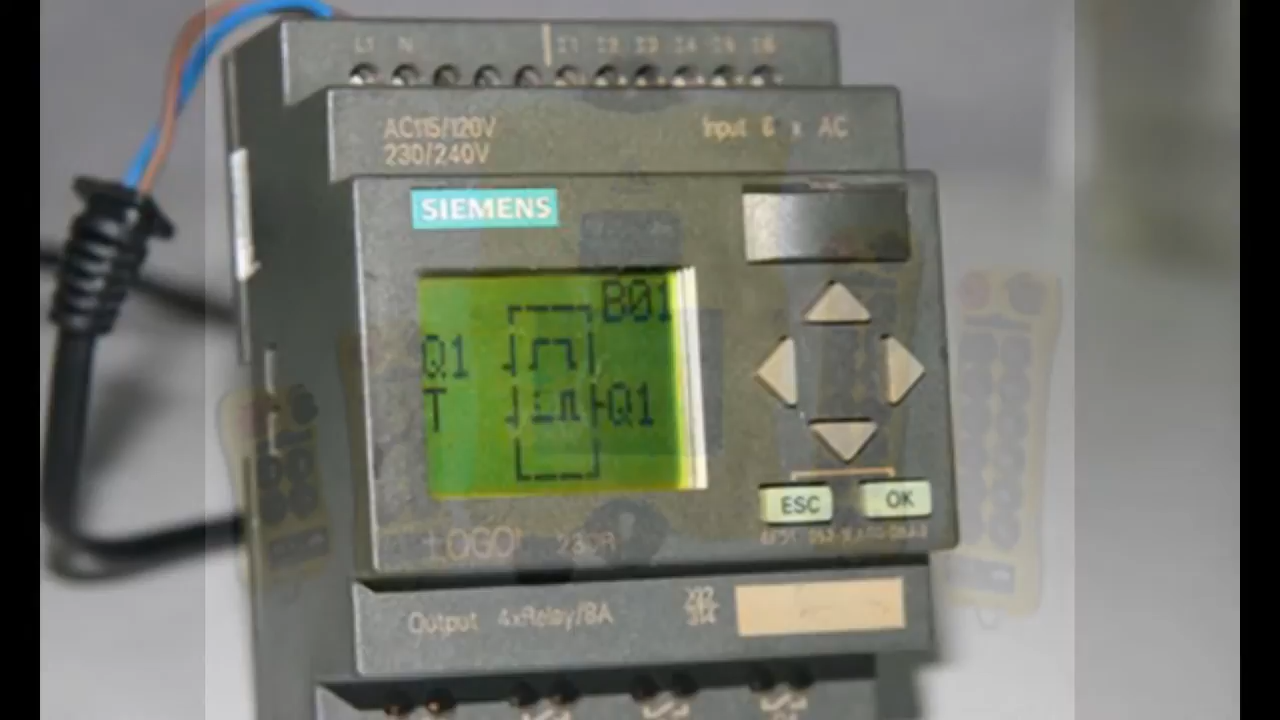 L1 N I1 I2 I3 I4 I5 I6
AC115/120V
230/240V
Input 6 x AC
SIEMENS
B01
Q1
T
Q1
ESC
OK
LOGO! 230R
Output 4xRelay/8A